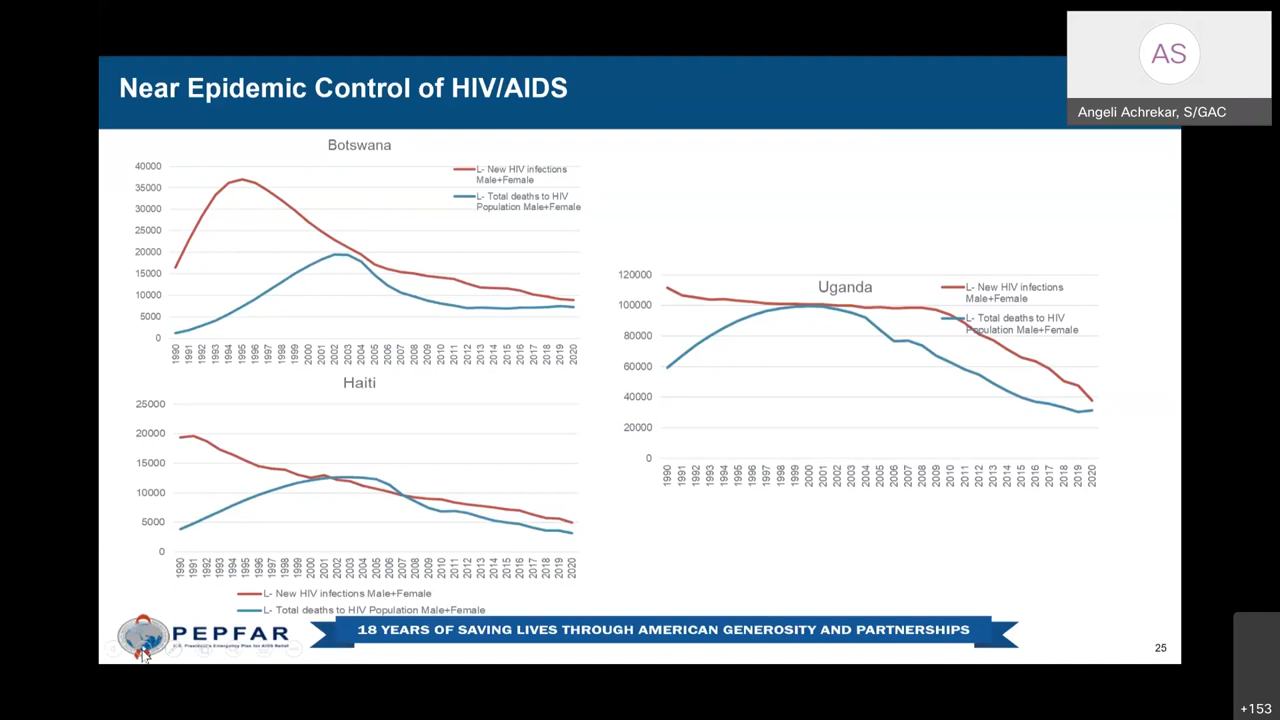 Near Epidemic Control of HIV/AIDS
AS
Angeli Achrekar, S/GAC
Botswana
40000
35000
30000
25000
20000
15000
10000
5000
0
L- New HIV infections
Male+Female
L- Total deaths to HIV
Population Male+Female
1990 1991 1992 1993 1994 1995 1996 1997 1998 1999 2000 2001 2002 2003 2004 2005 2006 2007 2008 2009 2010 2011 2012 2013 2014 2015 2016 2017 2018 2019 2020
Haiti
25000
20000
15000
10000
5000
0
1990 1991 1992 1993 1994 1995 1996 1997 1998 1999 2000 2001 2002 2003 2004 2005 2006 2007 2008 2009 2010 2011 2012 2013 2014 2015 2016 2017 2018 2019 2020
L- New HIV infections Male+Female
L- Total deaths to HIV Population Male+Female
Uganda
120000
100000
80000
60000
40000
20000
0
L- New HIV infections
Male+Female
L- Total deaths to HIV
Population Male+Female
1990 1991 1992 1993 1994 1995 1996 1997 1998 1999 2000 2001 2002 2003 2004 2005 2006 2007 2008 2009 2010 2011 2012 2013 2014 2015 2016 2017 2018 2019 2020
PEPFAR
U.S. President's Emergency Plan for AIDS Relief
18 YEARS OF SAVING LIVES THROUGH AMERICAN GENEROSITY AND PARTNERSHIPS
25
+153